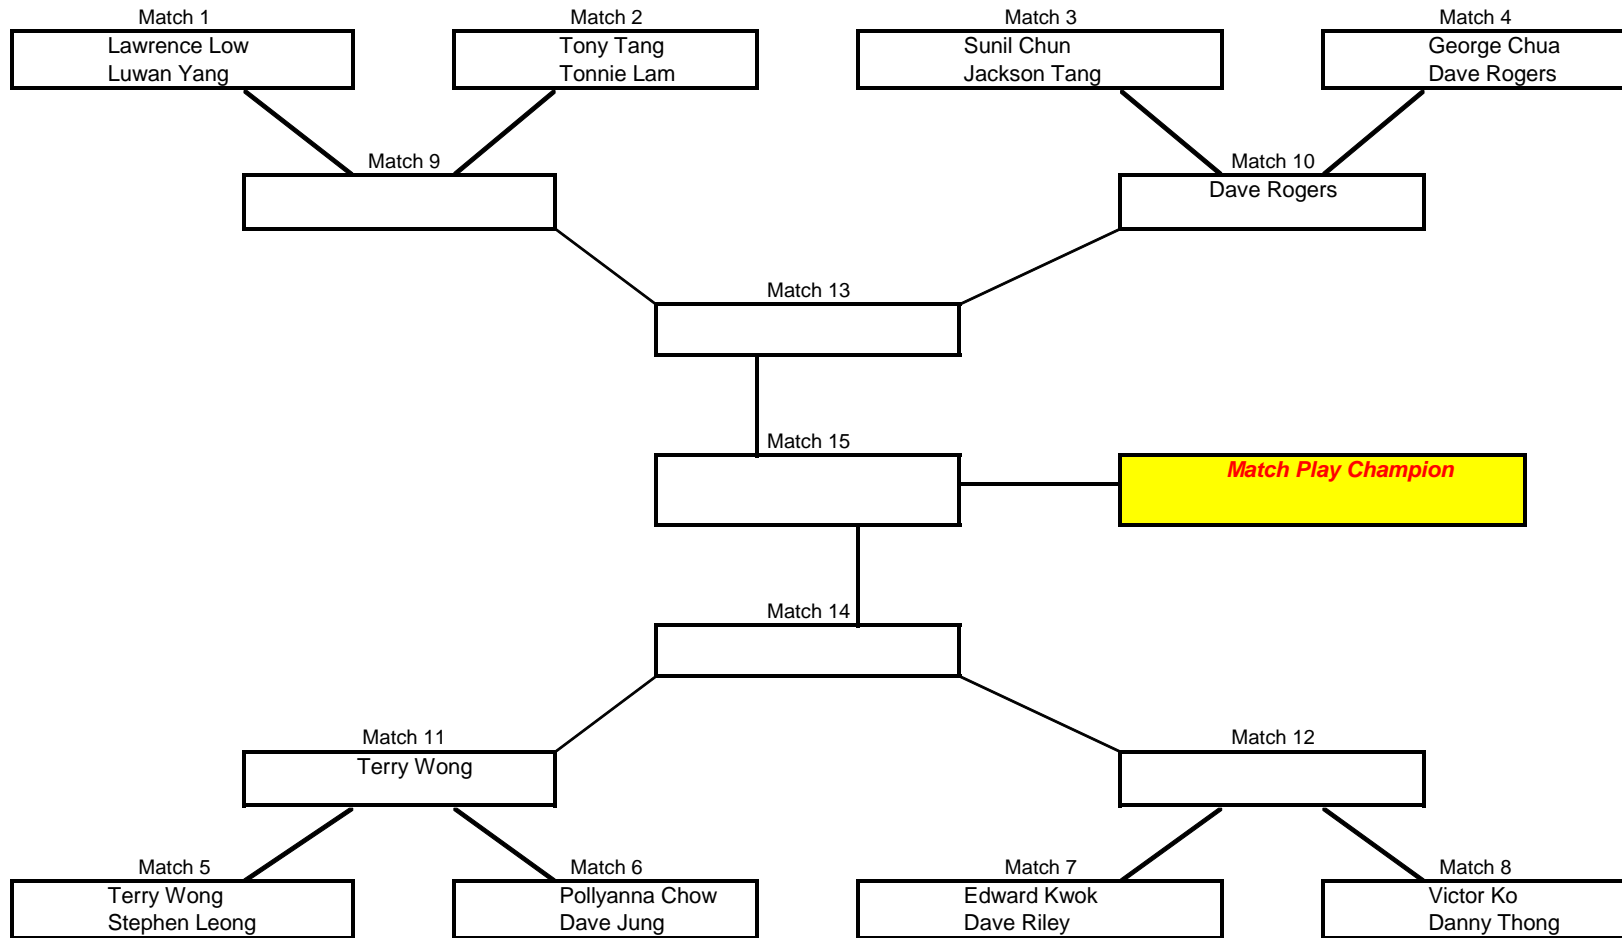 Match 1
Match 2
Match 3
Match 4
Lawrence Low
Luwan Yang
Tony Tang
Tonnie Lam
Sunil Chun
Jackson Tang
George Chua
Dave Rogers
Match 9
Match 10
Dave Rogers
Match 13
Match 15
Match Play Champion
Match 14
Match 11
Terry Wong
Match 12
Match 5
Match 6
Match 7
Match 8
Terry Wong
Stephen Leong
Pollyanna Chow
Dave Jung
Edward Kwok
Dave Riley
Victor Ko
Danny Thong